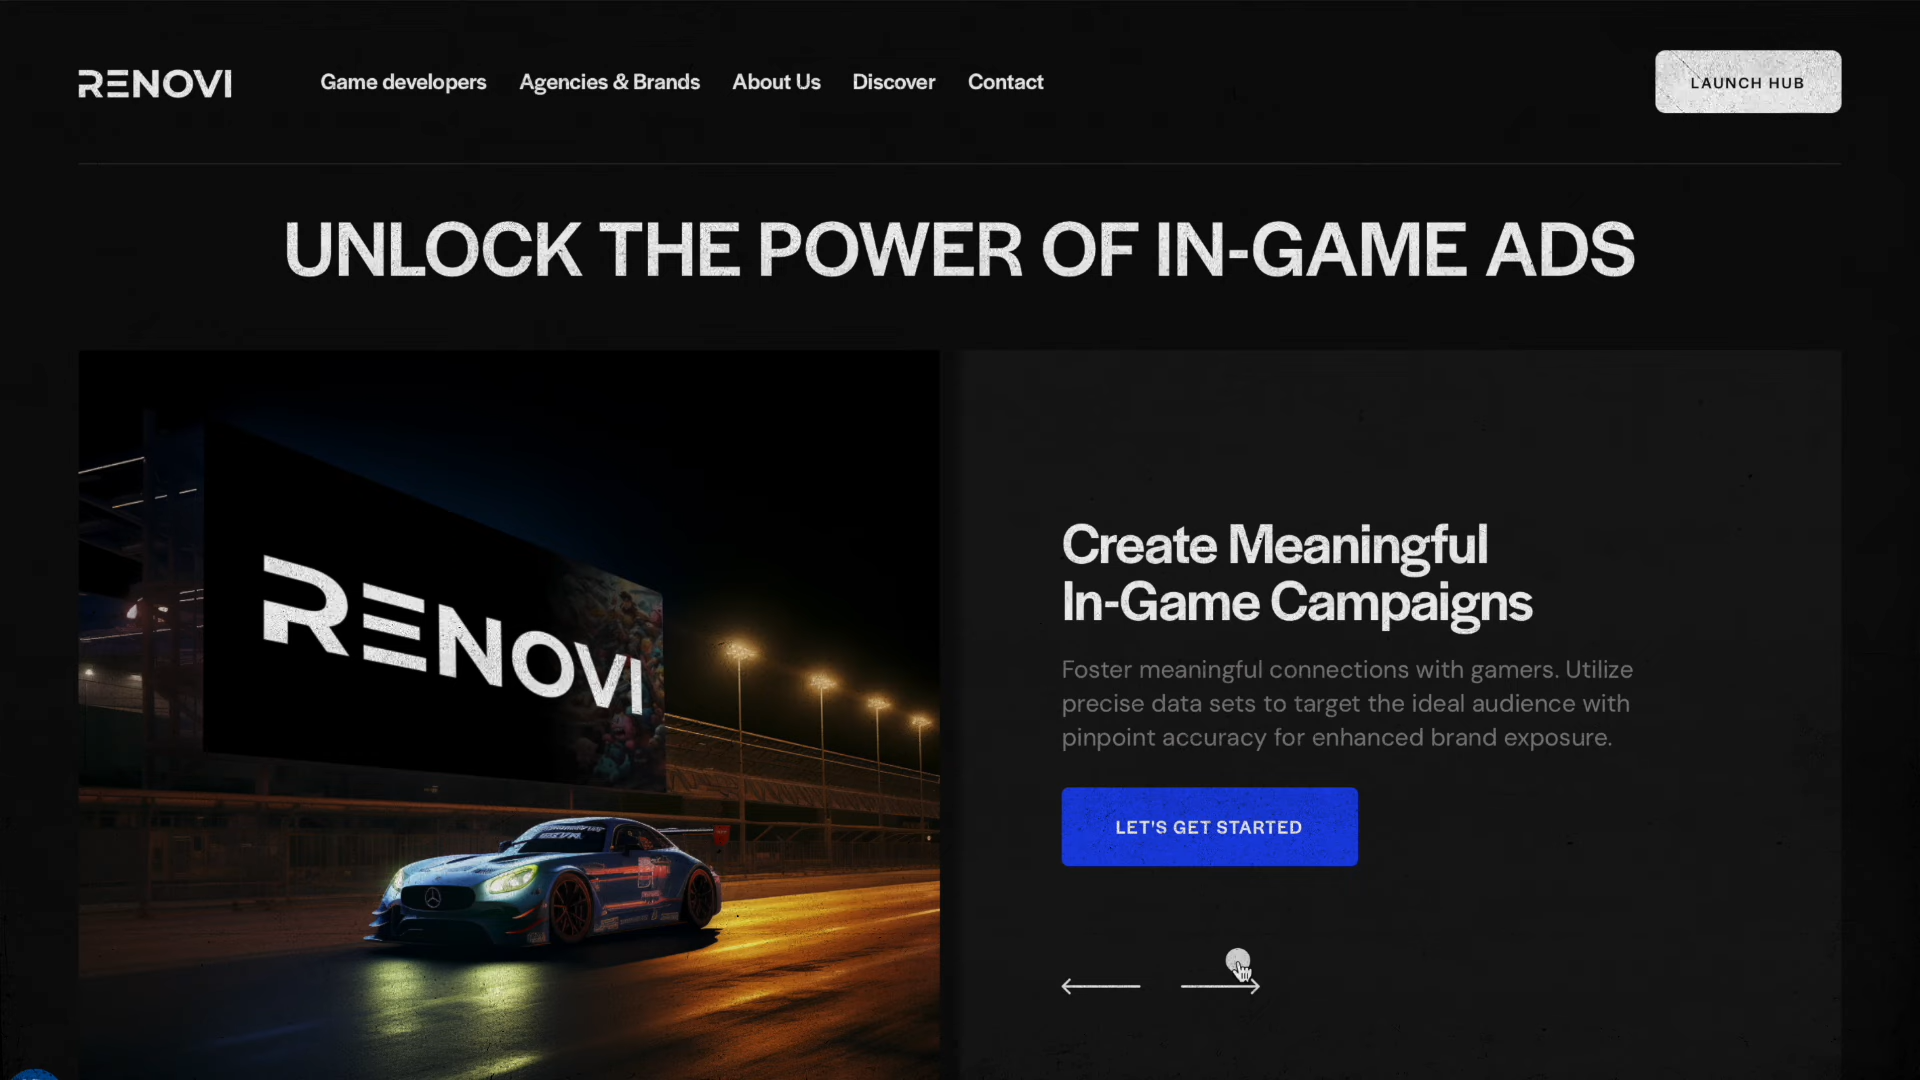 RENOVI
Game developers
Agencies & Brands
About Us
Discover
Contact
LAUNCH HUB
UNLOCK THE POWER OF IN-GAME ADS
RENOVI
Create Meaningful
In-Game Campaigns
Foster meaningful connections with gamers. Utilize
precise data sets to target the ideal audience with
pinpoint accuracy for enhanced brand exposure.
LET'S GET STARTED